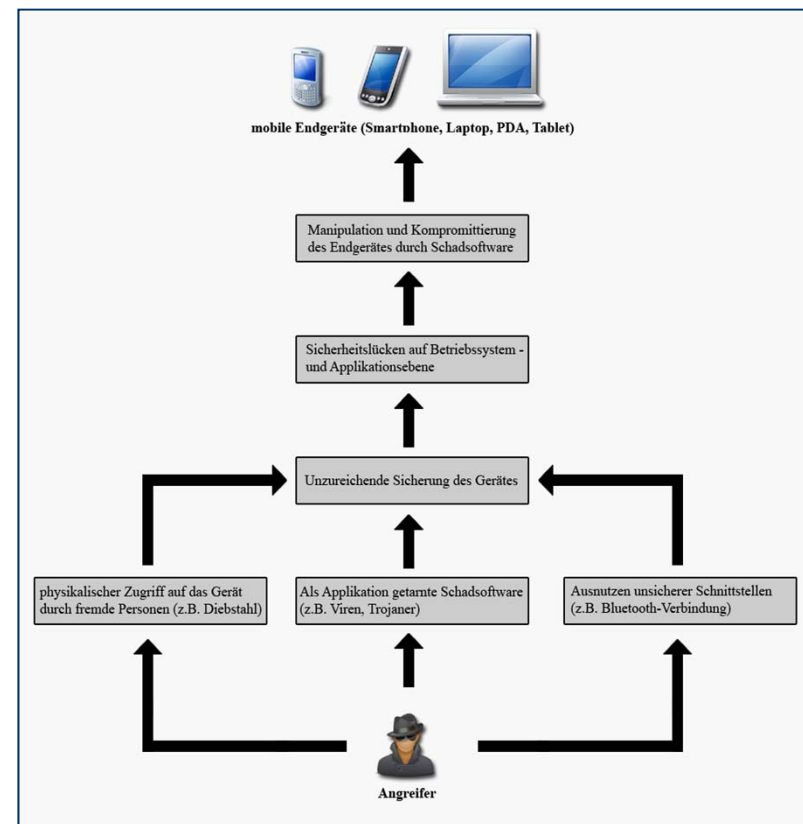 mobile Endgeräte (Smartphone, Laptop, PDA, Tablet)
Manipulation und Kompromittierung
des Endgerätes durch Schadsoftware
Sicherheitslücken auf Betriebssystem -
und Applikationsebene
Unzureichende Sicherung des Gerätes
physikalischer Zugriff auf das Gerät
durch fremde Personen (z.B. Diebstahl)
Als Applikation getarnte Schadsoftware
(z.B. Viren, Trojaner)
Ausnutzen unsicherer Schnittstellen
(z.B. Bluetooth-Verbindung)
Angreifer